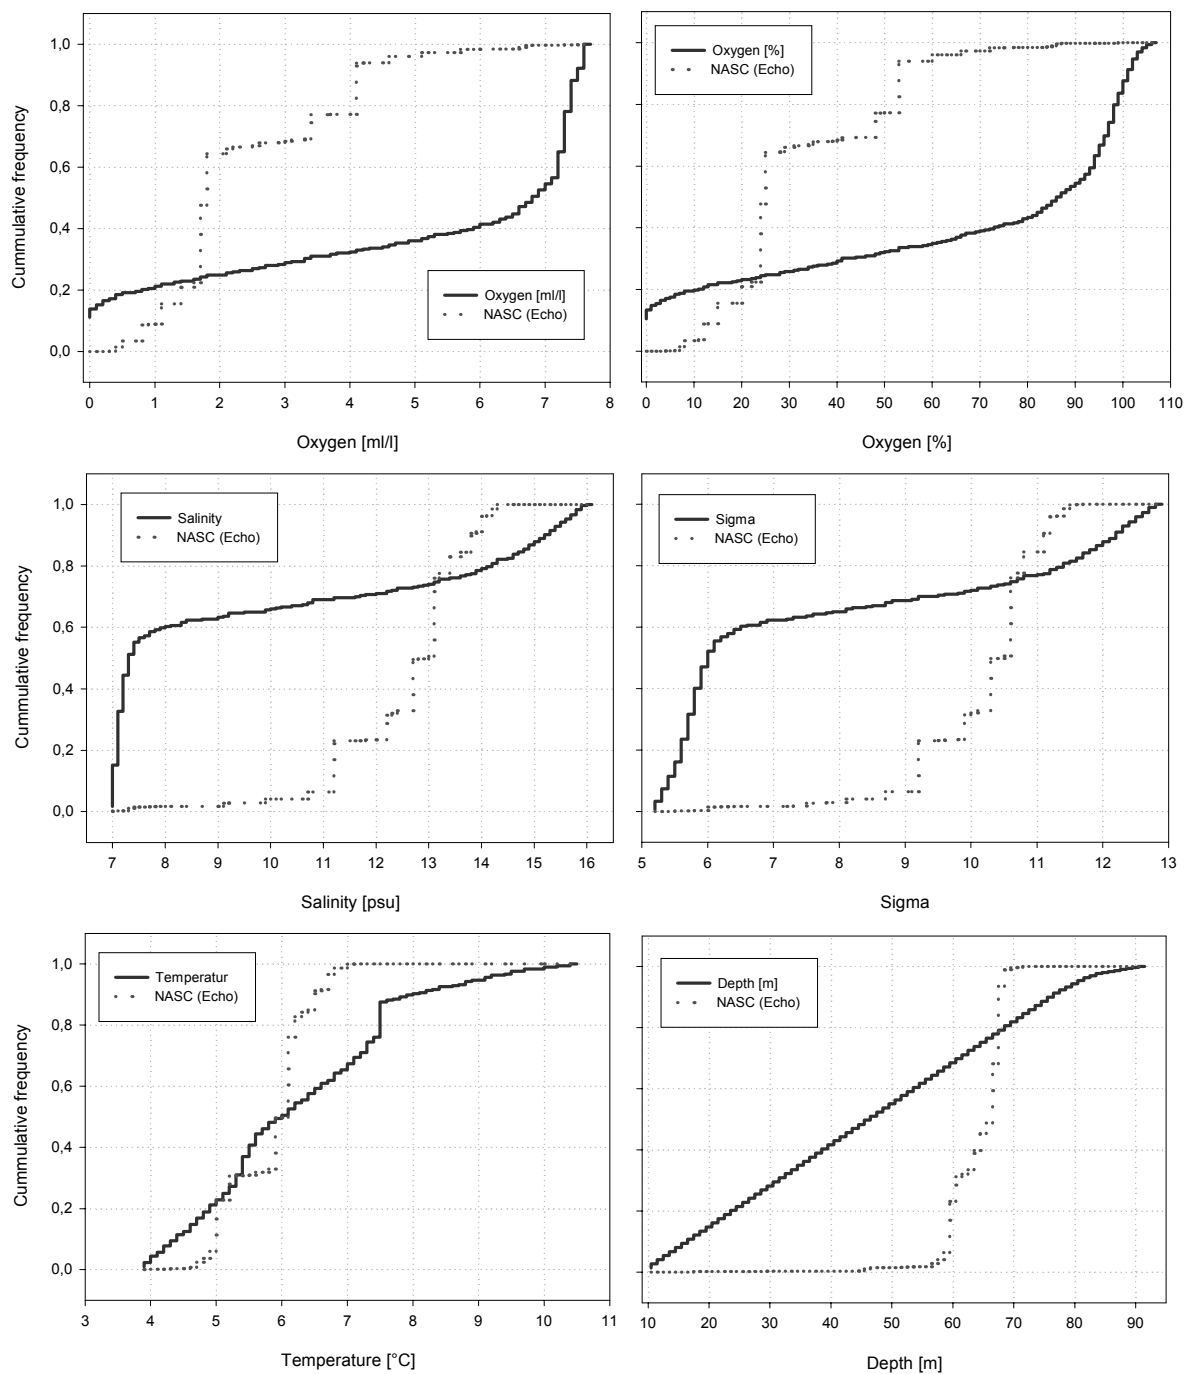 Cummulative frequency
1,0
0,8
0,6
0,4
0,2
0,0
Oxygen [ml/l]
NASC (Echo)
0 1 2 3 4 5 6 7 8
Oxygen [ml/l]
Oxygen [%]
NASC (Echo)
0 10 20 30 40 50 60 70 80 90 100 110
Oxygen [%]
Cummulative frequency
1,0
0,8
0,6
0,4
0,2
0,0
Salinity
NASC (Echo)
7 8 9 10 11 12 13 14 15 16
Salinity [psu]
Sigma
NASC (Echo)
5 6 7 8 9 10 11 12 13
Sigma
Cummulative frequency
1,0
0,8
0,6
0,4
0,2
0,0
Temperatur
NASC (Echo)
3 4 5 6 7 8 9 10 11
Temperature [°C]
Depth [m]
NASC (Echo)
10 20 30 40 50 60 70 80 90
Depth [m]